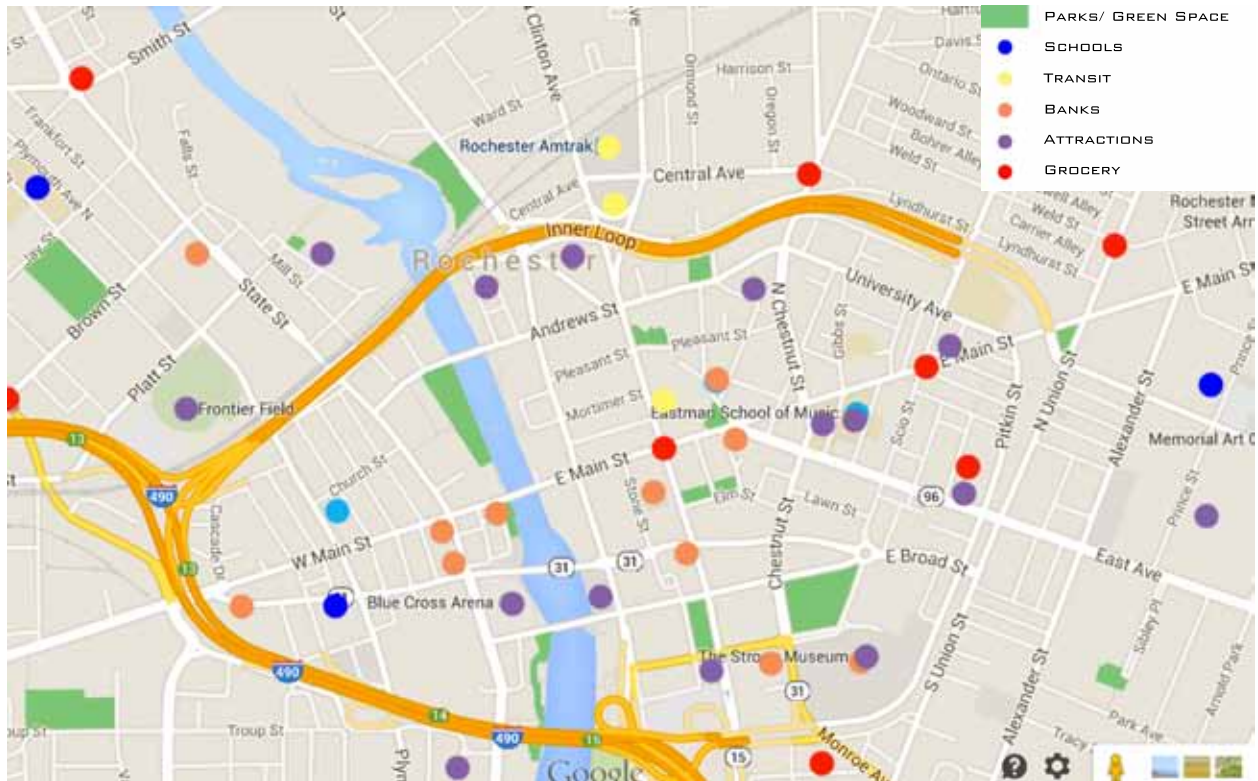 PARKS/ GREEN SPACE
SCHOOLS
TRANSIT
BANKS
ATTRACTIONS
GROCERY
Smith St
N Clinton Ave
Ormond St
Harrison St
Oregon St
Davis St
Ontario St
Woodward St
Bohrer Alley
Weld St
Ward St
Frankfort St
Falls St
Plymouth Ave N
Rochester Amtrak
Central Ave
Central Ave
Lyndhurst St
Weld St
Carrier Alley
Lyndhurst St
Rochester
Street
Jay St
Mill St
Inner Loop
Rochester
Brown St
State St
N Chestnut St
University Ave
E Main St
Andrews St
Pleasant St
Pleasant St
Gibbs St
E Main St
Prince
Platt St
Frontier Field
Mortimer St
Eastman School of Music
Scio St
Pitkin St
N Union St
Alexander St
Memorial Art
13
490
Church St
E Main St
Stone St
Elm St
Lawn St
96
Prince St
Cascade Dr
W Main St
Chestnut St
31
31
E Broad St
East Ave
13
Blue Cross Arena
The Stro
Museum
Sibley Pl
S Union St
Alexander St
Arnold Park
490
31
14
Troup St
490
15
15
Monroe
Park Ave
Tracy
Google